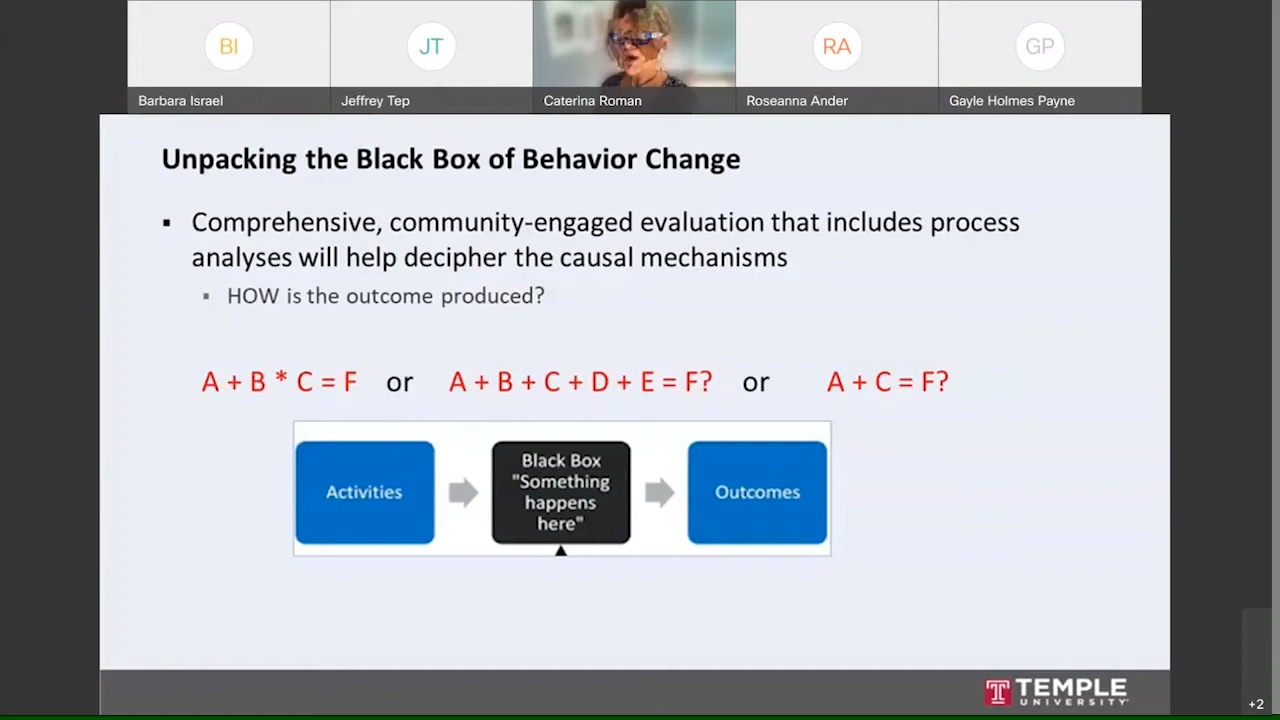 BI
JT
RA
GP
Barbara Israel
Jeffrey Tep
Caterina Roman
Roseanna Ander
Gayle Holmes Payne
Unpacking the Black Box of Behavior Change
▪ Comprehensive, community-engaged evaluation that includes process
analyses will help decipher the causal mechanisms
▪ HOW is the outcome produced?
A + B * C = F or A + B + C + D + E = F? or A + C = F?
Activities
Black Box
"Something
happens
here"
Outcomes
TEMPLE
UNIVERSITY
+2